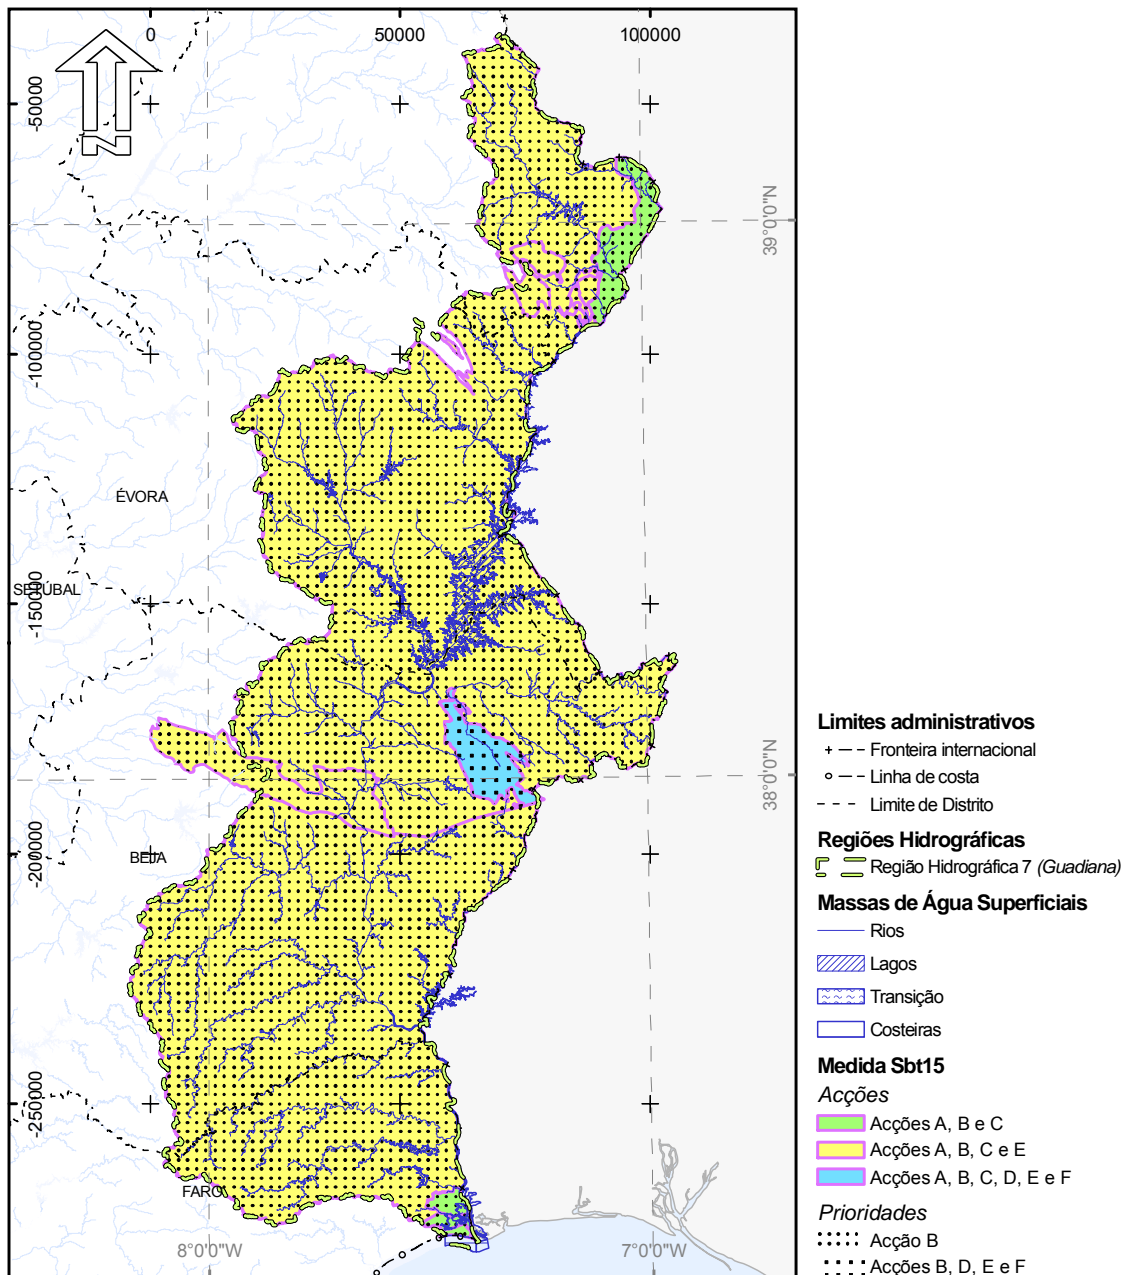 0
50000
100000
N
-50000
39°0'0"N
-100000
ÉVORA
SETÚBAL
-150000
38°0'0"N
-200000
BEJA
-250000
FARO
8°0'0"W
7°0'0"W
Limites administrativos
Fronteira internacional
Linha de costa
Limite de Distrito
Regiões Hidrográficas
Região Hidrográfica 7 (Guadiana)
Massas de Água Superficiais
Rios
Lagos
Transição
Costeiras
Medida Sbt15
Acções
Acções A, B e C
Acções A, B, C e E
Acções A, B, C, D, E e F
Prioridades
Acção B
Acções B, D, E e F